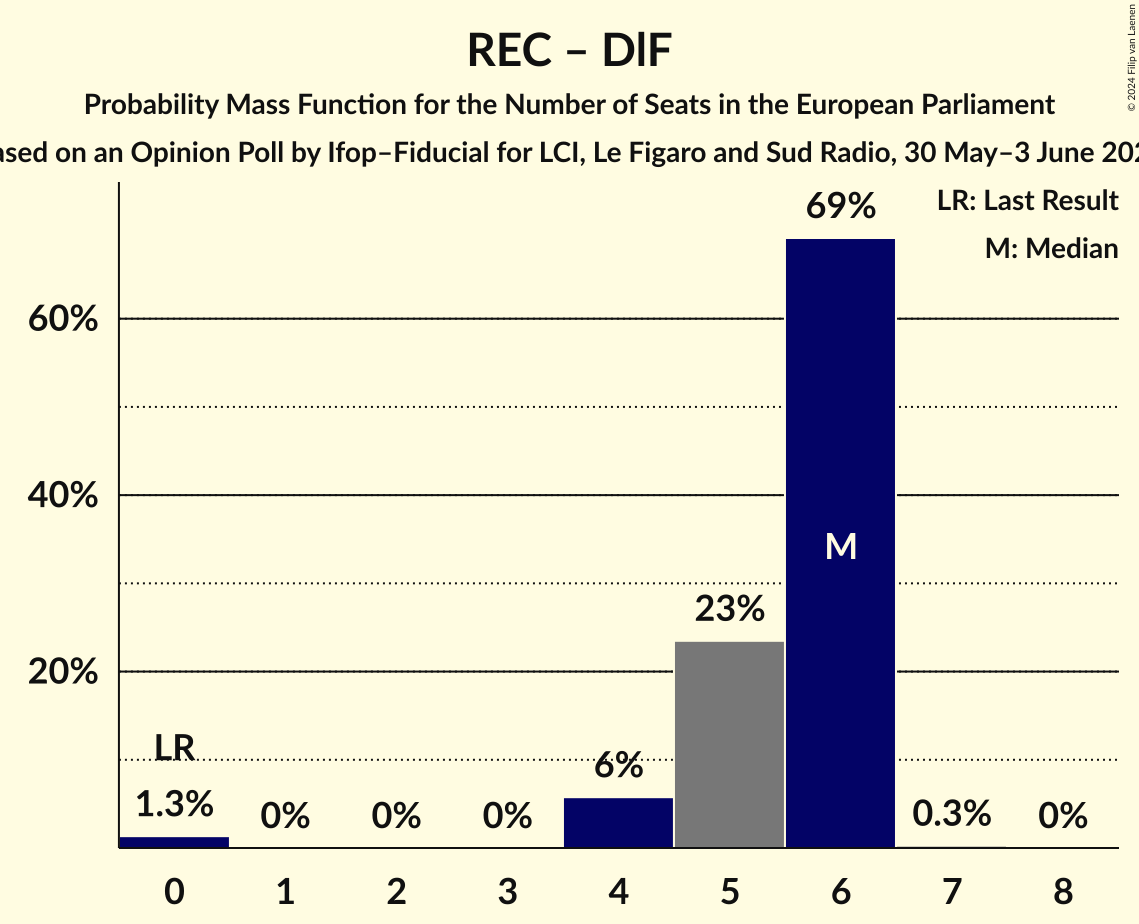 REC – DlF
Probability Mass Function for the Number of Seats in the European Parliament
on an Opinion Poll by Ifop–Fiducial for LCI, Le Figaro and Sud Radio, 30 May–3 June
© 2024 Filip van Laenen
LR: Last Result
M: Median
69%
60%
40%
M
23%
20%
LR
6%
1.3%
0%
0%
0%
0.3%
0%
0 1 2 3 4 5 6 7 8